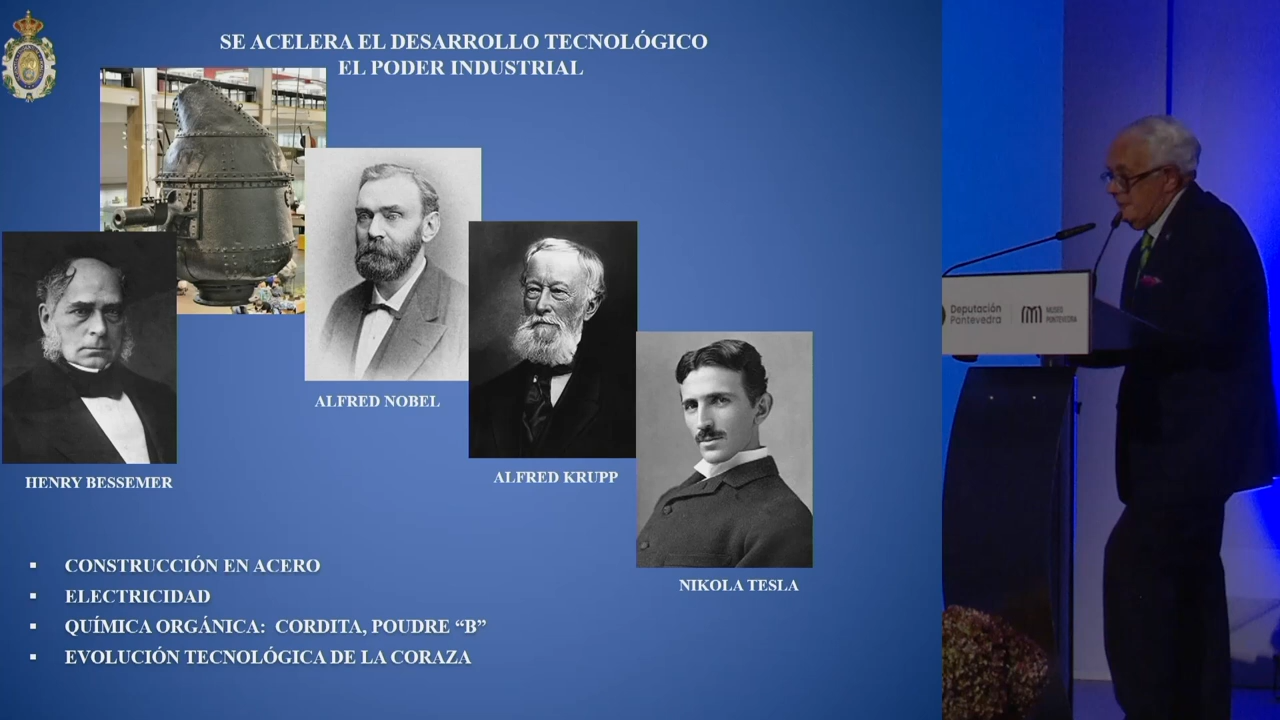 SE ACELERA EL DESARROLLO TECNOLÓGICO
EL PODER INDUSTRIAL
HENRY BESSEMER
ALFRED NOBEL
ALFRED KRUPP
NIKOLA TESLA
▪ CONSTRUCCIÓN EN ACERO
▪ ELECTRICIDAD
▪ QUÍMICA ORGÁNICA: CORDITA, POUDRE “B”
▪ EVOLUCIÓN TECNOLÓGICA DE LA CORAZA
Deputación
Pontevedra
MUSEO
PONTEVEDRA